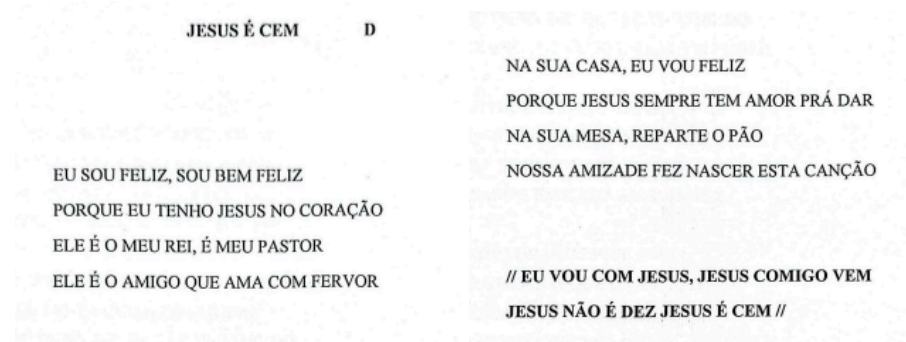 JESUS É CEM D
EU SOU FELIZ, SOU BEM FELIZ
PORQUE EU TENHO JESUS NO CORAÇÃO
ELE É O MEU REI, É MEU PASTOR
ELE É O AMIGO QUE AMA COM FERVOR
NA SUA CASA, EU VOU FELIZ
PORQUE JESUS SEMPRE TEM AMOR PRÁ DAR
NA SUA MESA, REPARTE O PÃO
NOSSA AMIZADE FEZ NASCER ESTA CANÇÃO
// EU VOU COM JESUS, JESUS COMIGO VEM
JESUS NÃO É DEZ JESUS É CEM //